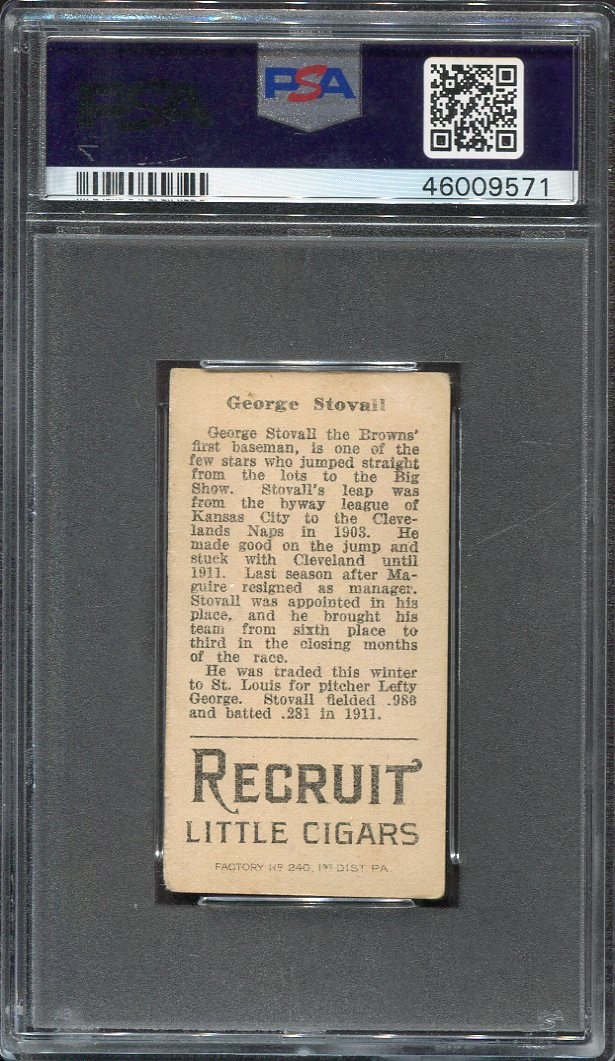 PSA
46009571
George Stovall
George Stovall the Browns'
first baseman, is one of the
few stars who jumped straight
from the lots to the Big
Show. Stovall's leap was
from the byway league of
Kansas City to the Cleve-
lands Naps in 1903. He
made good on the jump and
stuck with Cleveland until
1911. Last season after Ma-
guire resigned as manager.
Stovall was appointed in his
place, and he brought his
team from sixth place to
third in the closing months
of the race.
He was traded this winter
to St. Louis for pitcher Lefty
George. Stovall fielded .986
and batted .281 in 1911.
RECRUIT
LITTLE CIGARS
FACTORY Nº 240, 1ST DIST PA.